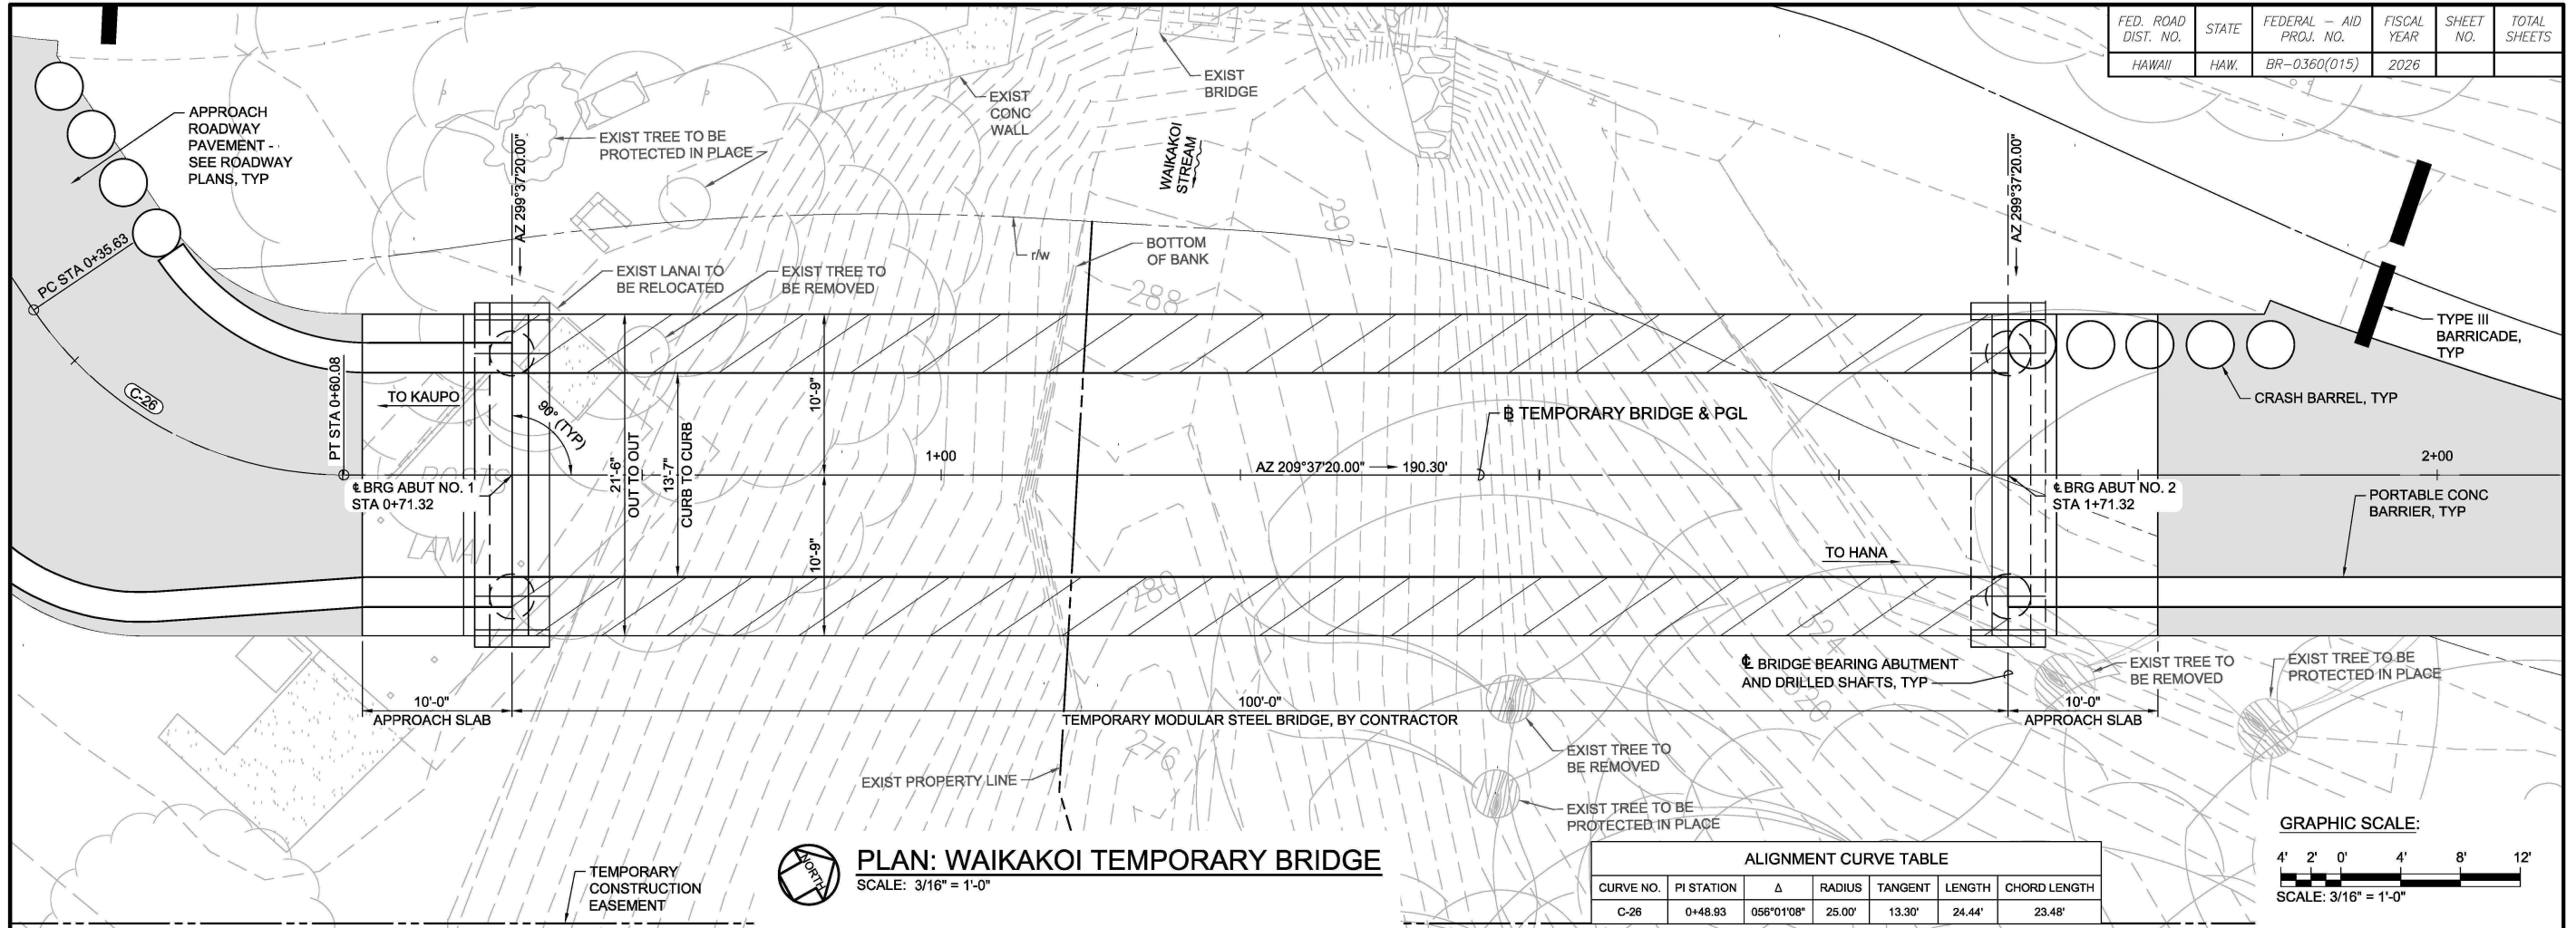 FED. ROAD DIST. NO.
STATE
FEDERAL - AID PROJ. NO.
FISCAL YEAR
SHEET NO.
TOTAL SHEETS
HAWAII
HAW.
BR-0360(015)
2026
APPROACH
ROADWAY
PAVEMENT -
SEE ROADWAY
PLANS, TYP
EXIST TREE TO BE
PROTECTED IN PLACE
EXIST
CONC
WALL
EXIST
BRIDGE
WAIKAKOI
STREAM
AZ 299°37'20.00"
AZ 299°37'20.00"
PC STA 0+35.63
EXIST LANAI TO
BE RELOCATED
EXIST TREE TO
BE REMOVED
r/w
BOTTOM
OF BANK
292
288
TYPE III
BARRICADE,
TYP
CRASH BARREL, TYP
C-26
PT STA 0+60.08
TO KAUPO
90° (TYP)
21'-6"
OUT TO OUT
13'-7"
CURB TO CURB
10'-9"
10'-9"
1+00
℄ TEMPORARY BRIDGE & PGL
AZ 209°37'20.00"
190.30'
2+00
POSTS
LANAI
℄ BRG ABUT NO. 1
STA 0+71.32
℄ BRG ABUT NO. 2
STA 1+71.32
PORTABLE CONC
BARRIER, TYP
TO HANA
280
324
320
276
℄ BRIDGE BEARING ABUTMENT
AND DRILLED SHAFTS, TYP
EXIST TREE TO
BE REMOVED
EXIST TREE TO BE
PROTECTED IN PLACE
10'-0"
APPROACH SLAB
100'-0"
TEMPORARY MODULAR STEEL BRIDGE, BY CONTRACTOR
10'-0"
APPROACH SLAB
EXIST TREE TO
BE REMOVED
EXIST PROPERTY LINE
EXIST TREE TO BE
PROTECTED IN PLACE
TEMPORARY
CONSTRUCTION
EASEMENT
NORTH
PLAN: WAIKAKOI TEMPORARY BRIDGE
SCALE: 3/16" = 1'-0"
ALIGNMENT CURVE TABLE
CURVE NO. PI STATION Δ RADIUS TANGENT LENGTH CHORD LENGTH
C-26 0+48.93 056°01'08" 25.00' 13.30' 24.44' 23.48'
GRAPHIC SCALE:
4' 2' 0' 4' 8' 12'
SCALE: 3/16" = 1'-0"